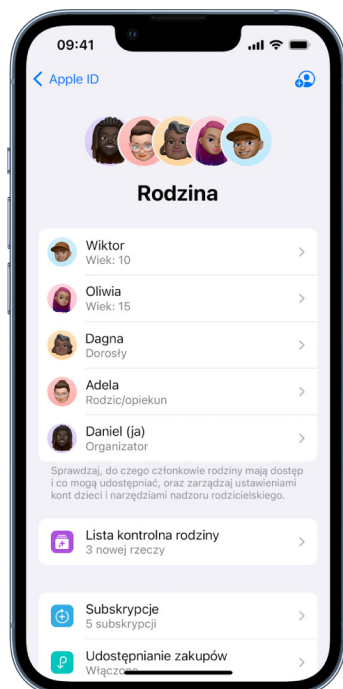 09:41
Apple ID
Rodzina
Wiktor
Wiek: 10
Oliwia
Wiek: 15
Dagna
Dorosły
Adela
Rodzic/opiekun
Daniel (ja)
Organizator
Sprawdzaj, do czego członkowie rodziny mają dostęp
i co mogą udostępniać, oraz zarządzaj ustawieniami
kont dzieci i narzędziami nadzoru rodzicielskiego.
Lista kontrolna rodziny
3 nowej rzeczy
Subskrypcje
5 subskrypcji
Udostępnianie zakupów
Włączone